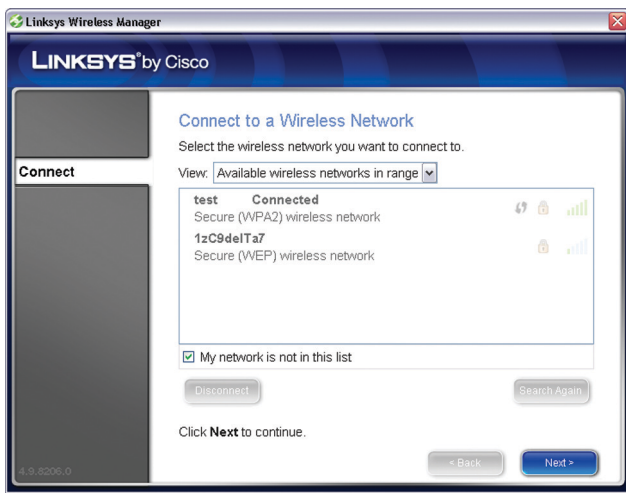 Linksys Wireless Manager
LINKSYS® by Cisco
Connect to a Wireless Network
Select the wireless network you want to connect to.
Connect
View: Available wireless networks in range
test Connected
Secure (WPA2) wireless network
1zC9delTa7
Secure (WEP) wireless network
My network is not in this list
Disconnect Search Again
Click Next to continue.
4.9.8206.0
< Back Next >